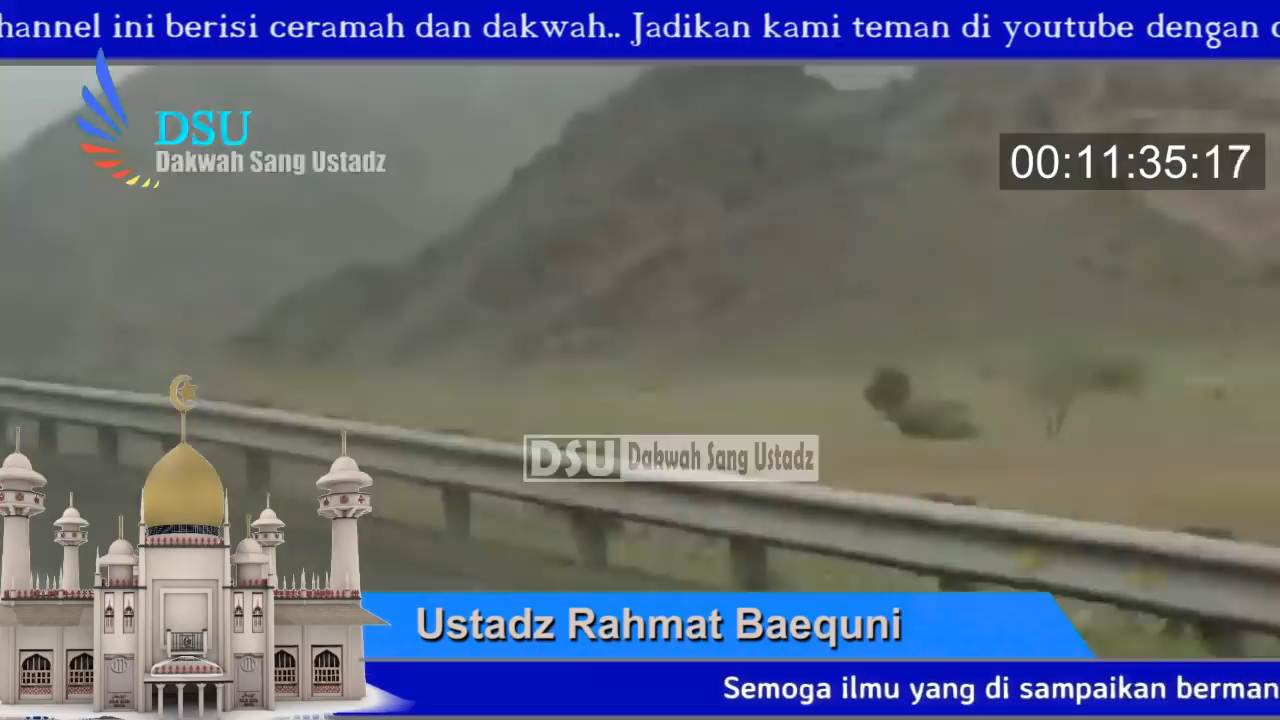 hannel ini berisi ceramah dan dakwah.. Jadikan kami teman di youtube dengan
DSU
Dakwah Sang Ustadz
00:11:35:17
DSU Dakwah Sang Ustadz
Ustadz Rahmat Baequni
Semoga ilmu yang di sampaikan berman